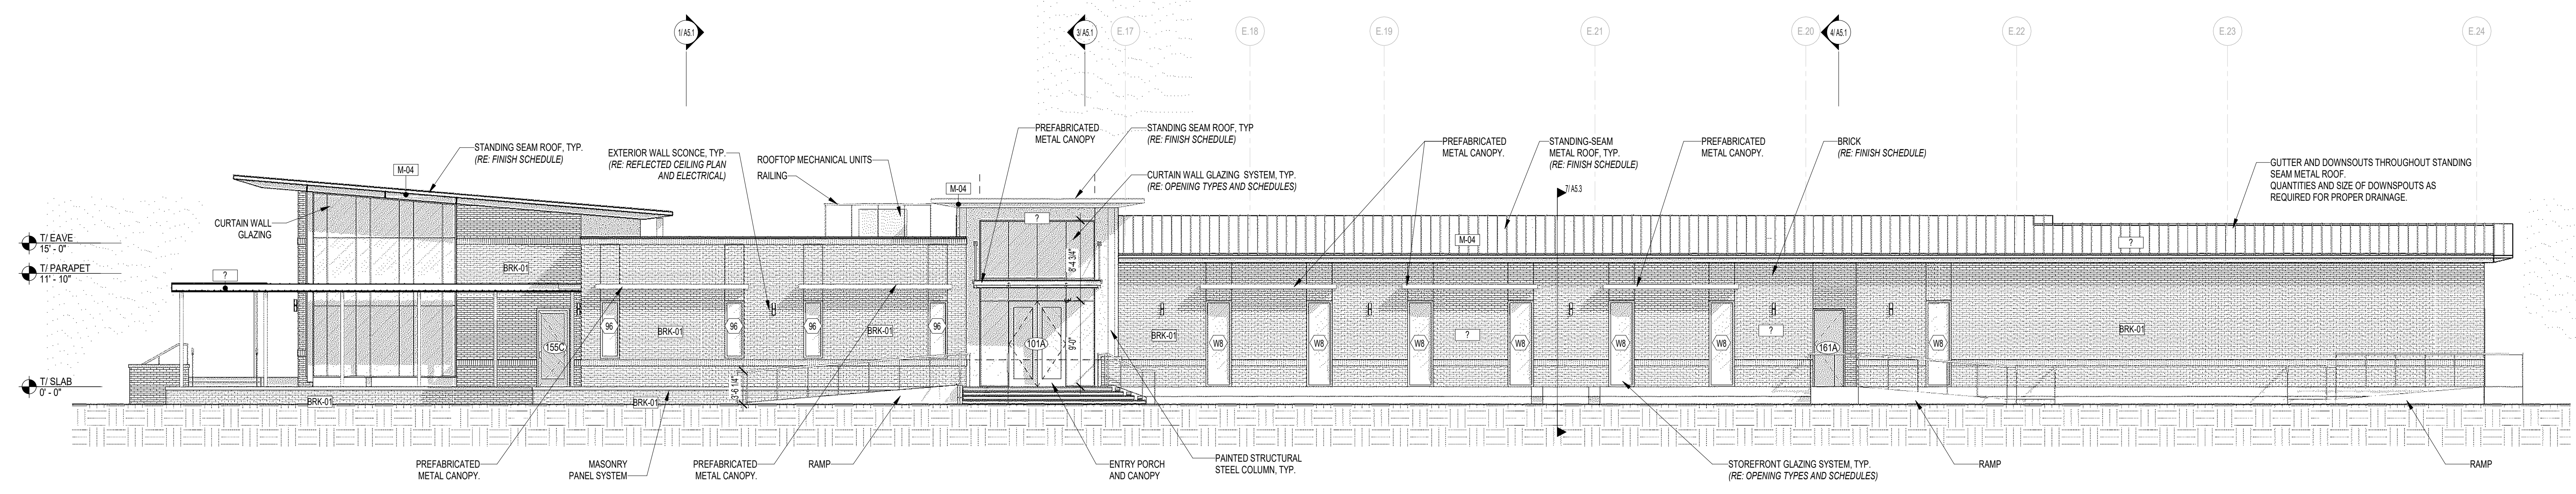 1/ A5.1
3/ A5.1
E.17
E.18
E.19
E.21
E.20
4/ A5.1
E.22
E.23
E.24
PREFABRICATED
METAL CANOPY
STANDING SEAM ROOF, TYP
(RE: FINISH SCHEDULE)
STANDING SEAM ROOF, TYP.
(RE: FINISH SCHEDULE)
EXTERIOR WALL SCONCE, TYP.
(RE: REFLECTED CEILING PLAN
AND ELECTRICAL)
ROOFTOP MECHANICAL UNITS
RAILING
PREFABRICATED
METAL CANOPY.
STANDING-SEAM
METAL ROOF, TYP.
(RE: FINISH SCHEDULE)
PREFABRICATED
METAL CANOPY.
BRICK
(RE: FINISH SCHEDULE)
GUTTER AND DOWNSOUTS THROUGHOUT STANDING
SEAM METAL ROOF.
QUANTITIES AND SIZE OF DOWNSPOUTS AS
REQUIRED FOR PROPER DRAINAGE.
CURTAIN WALL GLAZING SYSTEM, TYP.
(RE: OPENING TYPES AND SCHEDULES)
M-04
M-04
7/ A5.3
CURTAIN WALL
GLAZING
?
T/ EAVE
15' - 0"
M-04
?
T/ PARAPET
11' - 10"
?
BRK-01
8'-4 3/4"
96
BRK-01
96
96
BRK-01
96
155C
101A
9'-0"
BRK-01
W8
W8
W8
?
W8
W8
W8
?
161A
W8
BRK-01
T/ SLAB
0' - 0"
3'-6 1/4"
BRK-01
BRK-01
PREFABRICATED
METAL CANOPY.
MASONRY
PANEL SYSTEM
PREFABRICATED
METAL CANOPY.
RAMP
ENTRY PORCH
AND CANOPY
PAINTED STRUCTURAL
STEEL COLUMN, TYP.
STOREFRONT GLAZING SYSTEM, TYP.
(RE: OPENING TYPES AND SCHEDULES)
RAMP
RAMP